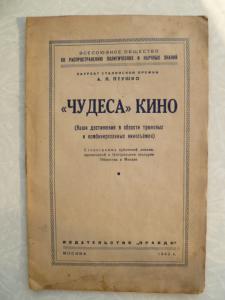 ВСЕСОЮЗНОЕ ОБЩЕСТВО
ПО РАСПРОСТРАНЕНИЮ ПОЛИТИЧЕСКИХ И НАУЧНЫХ ЗНАНИЙ
ЛАУРЕАТ СТАЛИНСКОЙ ПРЕМИИ
А. Л. ПТУШКО
«ЧУДЕСА» КИНО
(Наши достижения в области трюковых
и комбинированных киносъёмок)
Стенограмма публичной лекции,
прочитанной в Центральном лектории
Общества в Москве
ИЗДАТЕЛЬСТВО „ПРАВДА"
МОСКВА